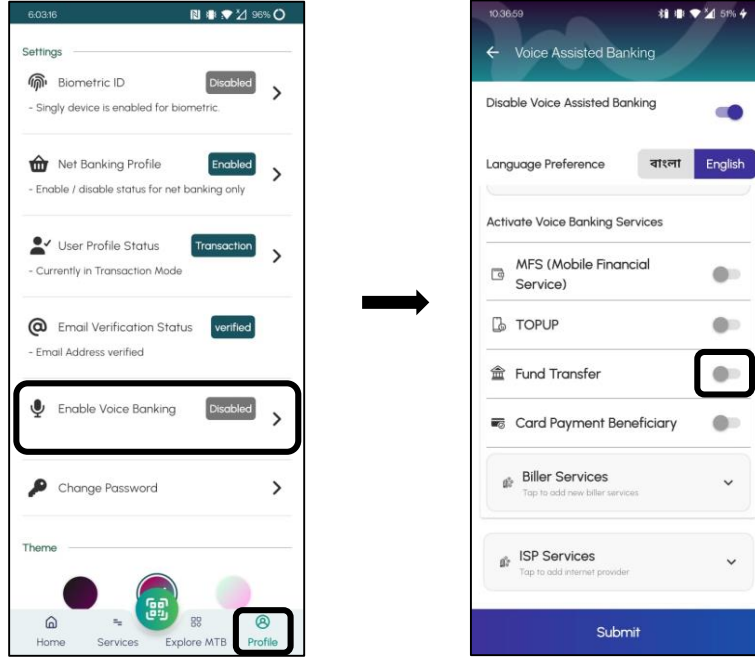 6:03:16
96%
Settings
Biometric ID
Disabled
- Singly device is enabled for biometric.
Net Banking Profile
Enabled
- Enable / disable status for net banking only
User Profile Status
Transaction
- Currently in Transaction Mode
Email Verification Status
verified
- Email Address verified
Enable Voice Banking
Disabled
Change Password
Theme
Home
Services
Explore MTB
Profile
10:36:59
51%
Voice Assisted Banking
Disable Voice Assisted Banking
Language Preference
বাংলা
English
Activate Voice Banking Services
MFS (Mobile Financial
Service)
TOPUP
Fund Transfer
Card Payment Beneficiary
Biller Services
Tap to add new biller services
ISP Services
Tap to add internet provider
Submit